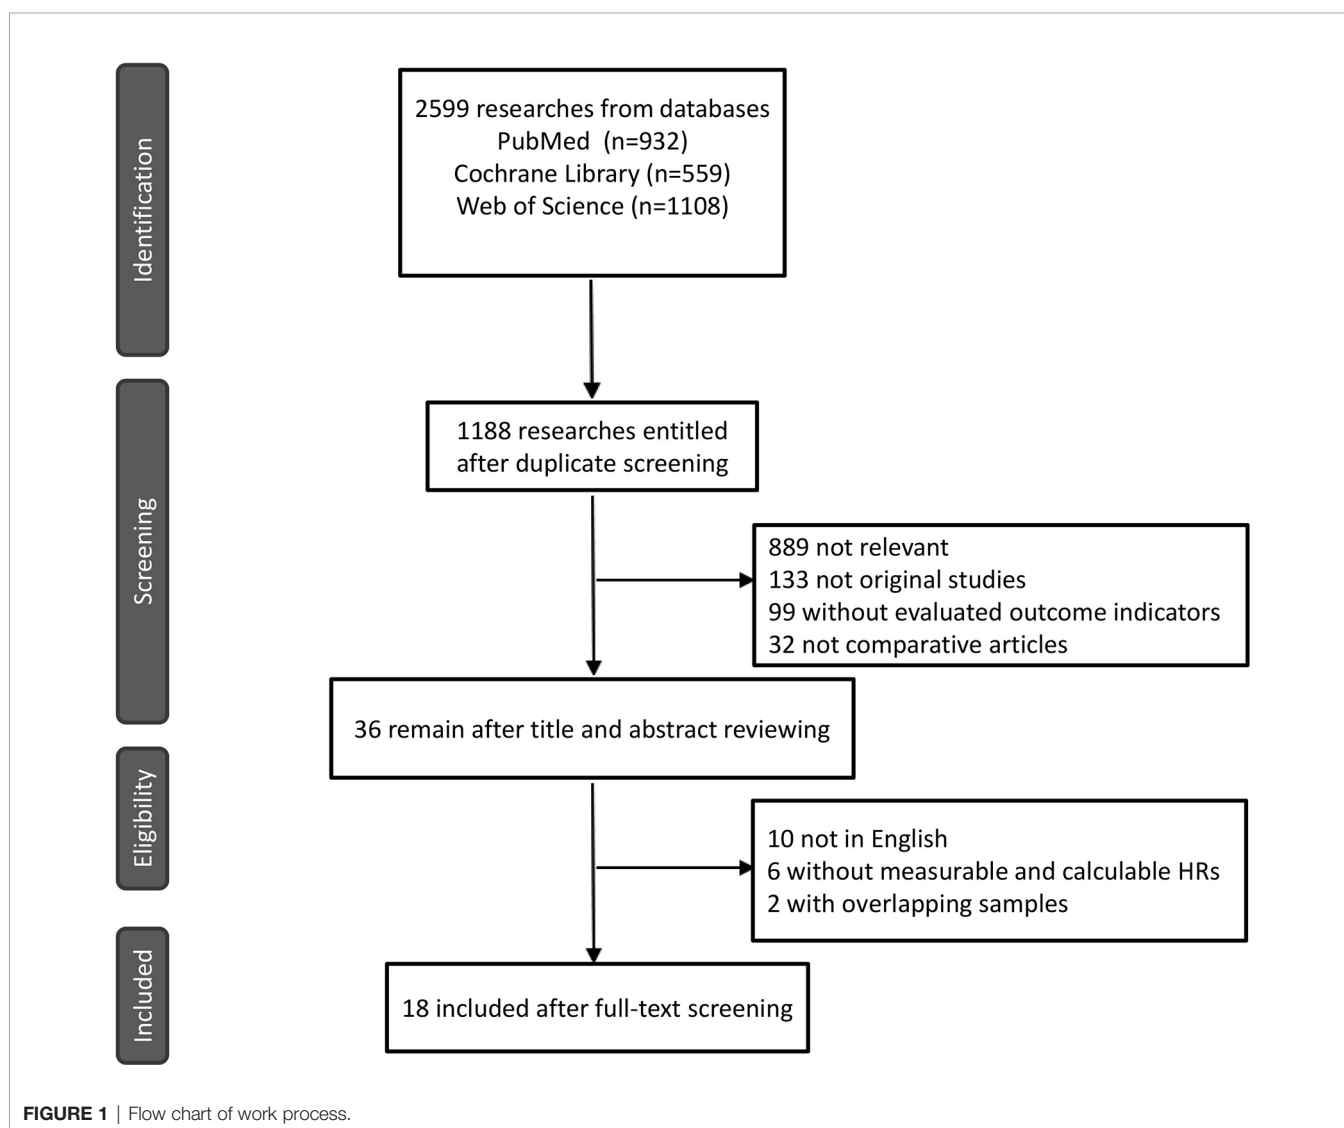 Identification
2599 researches from databases
PubMed (n=932)
Cochrane Library (n=559)
Web of Science (n=1108)
Screening
1188 researches entitled
after duplicate screening
889 not relevant
133 not original studies
99 without evaluated outcome indicators
32 not comparative articles
36 remain after title and abstract reviewing
Eligibility
10 not in English
6 without measurable and calculable HRs
2 with overlapping samples
Included
18 included after full-text screening
FIGURE 1 | Flow chart of work process.